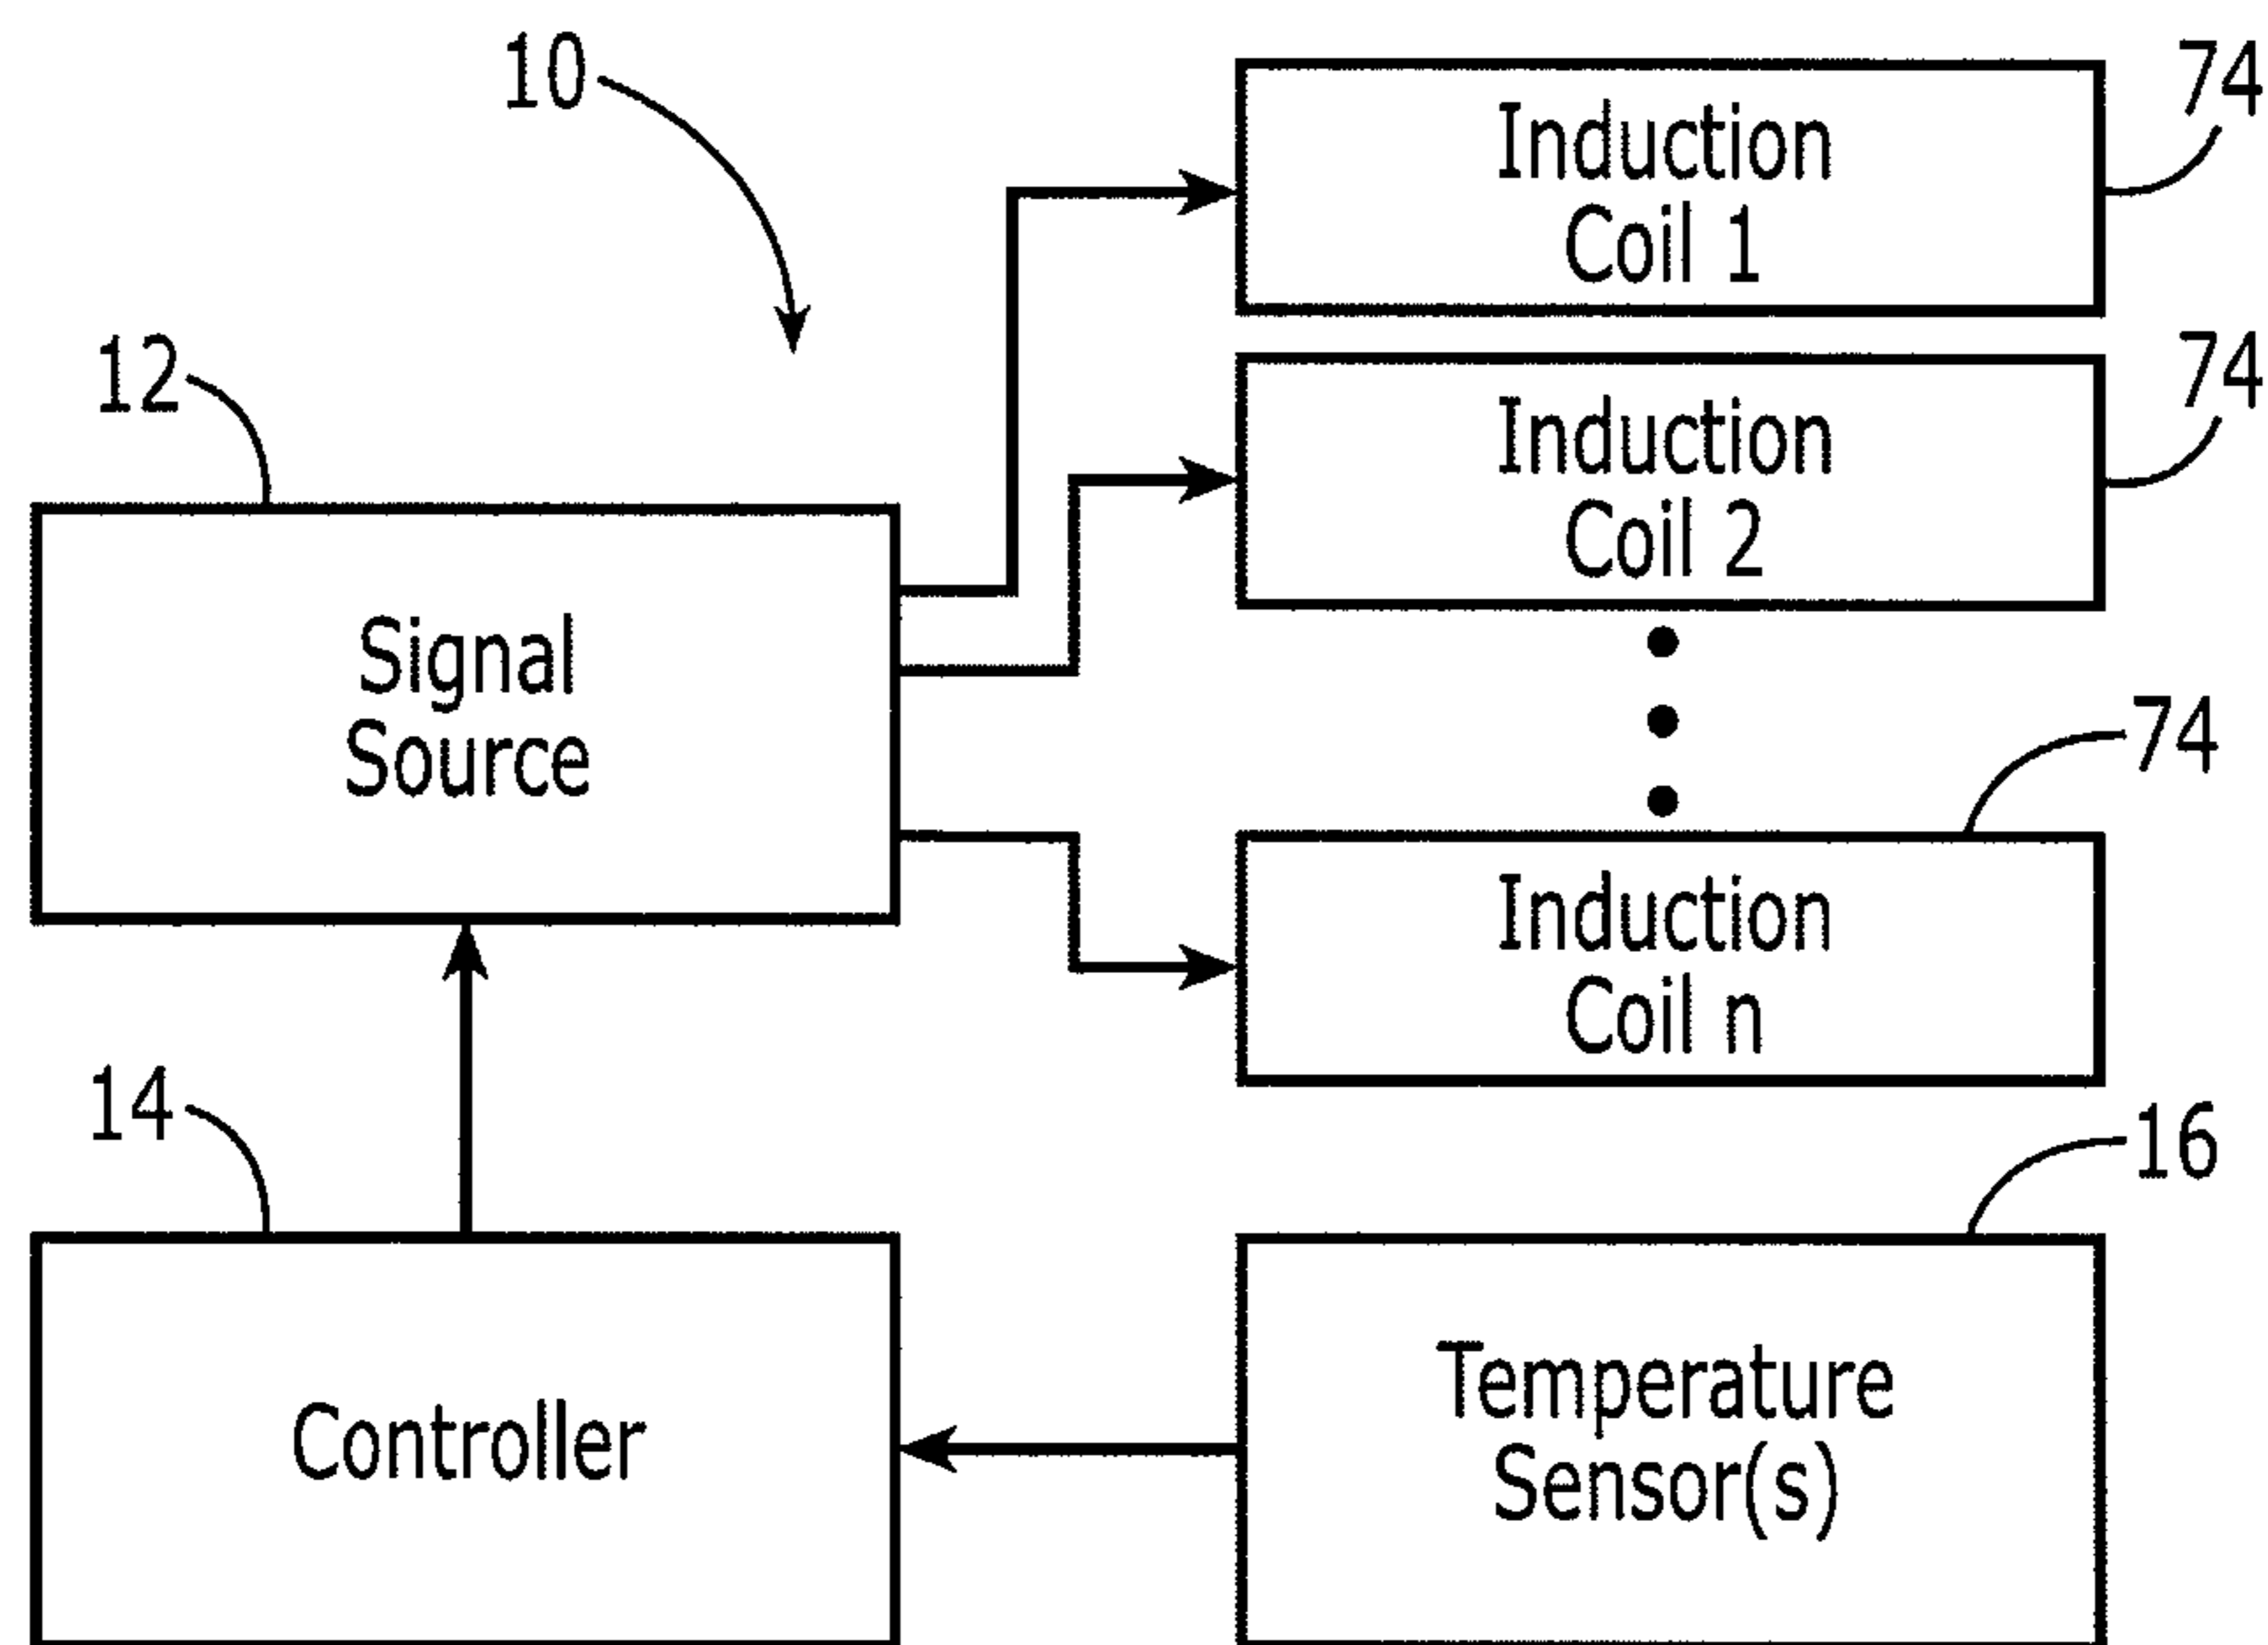 10
74
Induction
Coil 1
12
74
Induction
Coil 2
Signal
Source
74
Induction
Coil n
14
16
Controller
Temperature
Sensor(s)